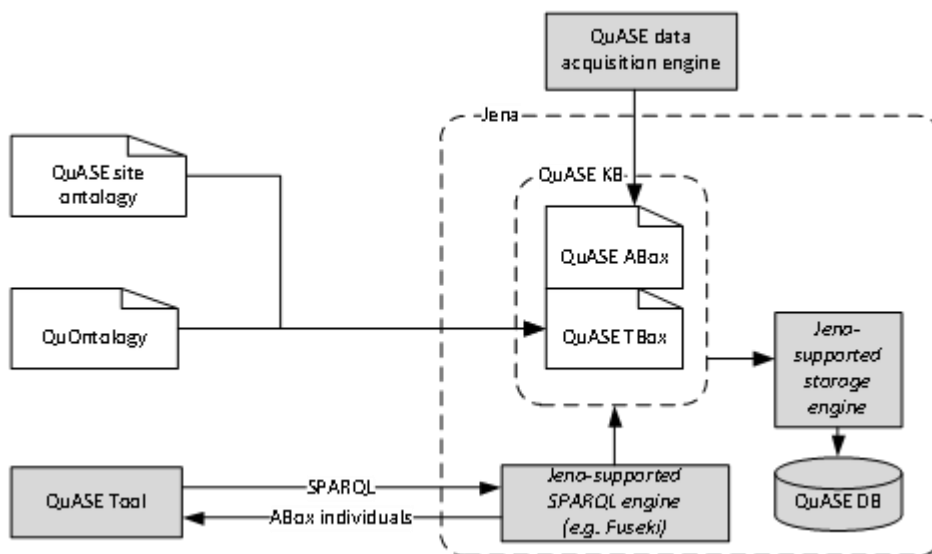 QuASE data
acquisition engine
Jena
QuASE site
ontology
QuASE KB
QuASE ABox
QuOntology
QuASE TBox
Jena-
supported
storage
engine
QuASE Tool
SPARQL
ABox individuals
Jena-supported
SPARQL engine
(e.g. Fuseki)
QuASE DB